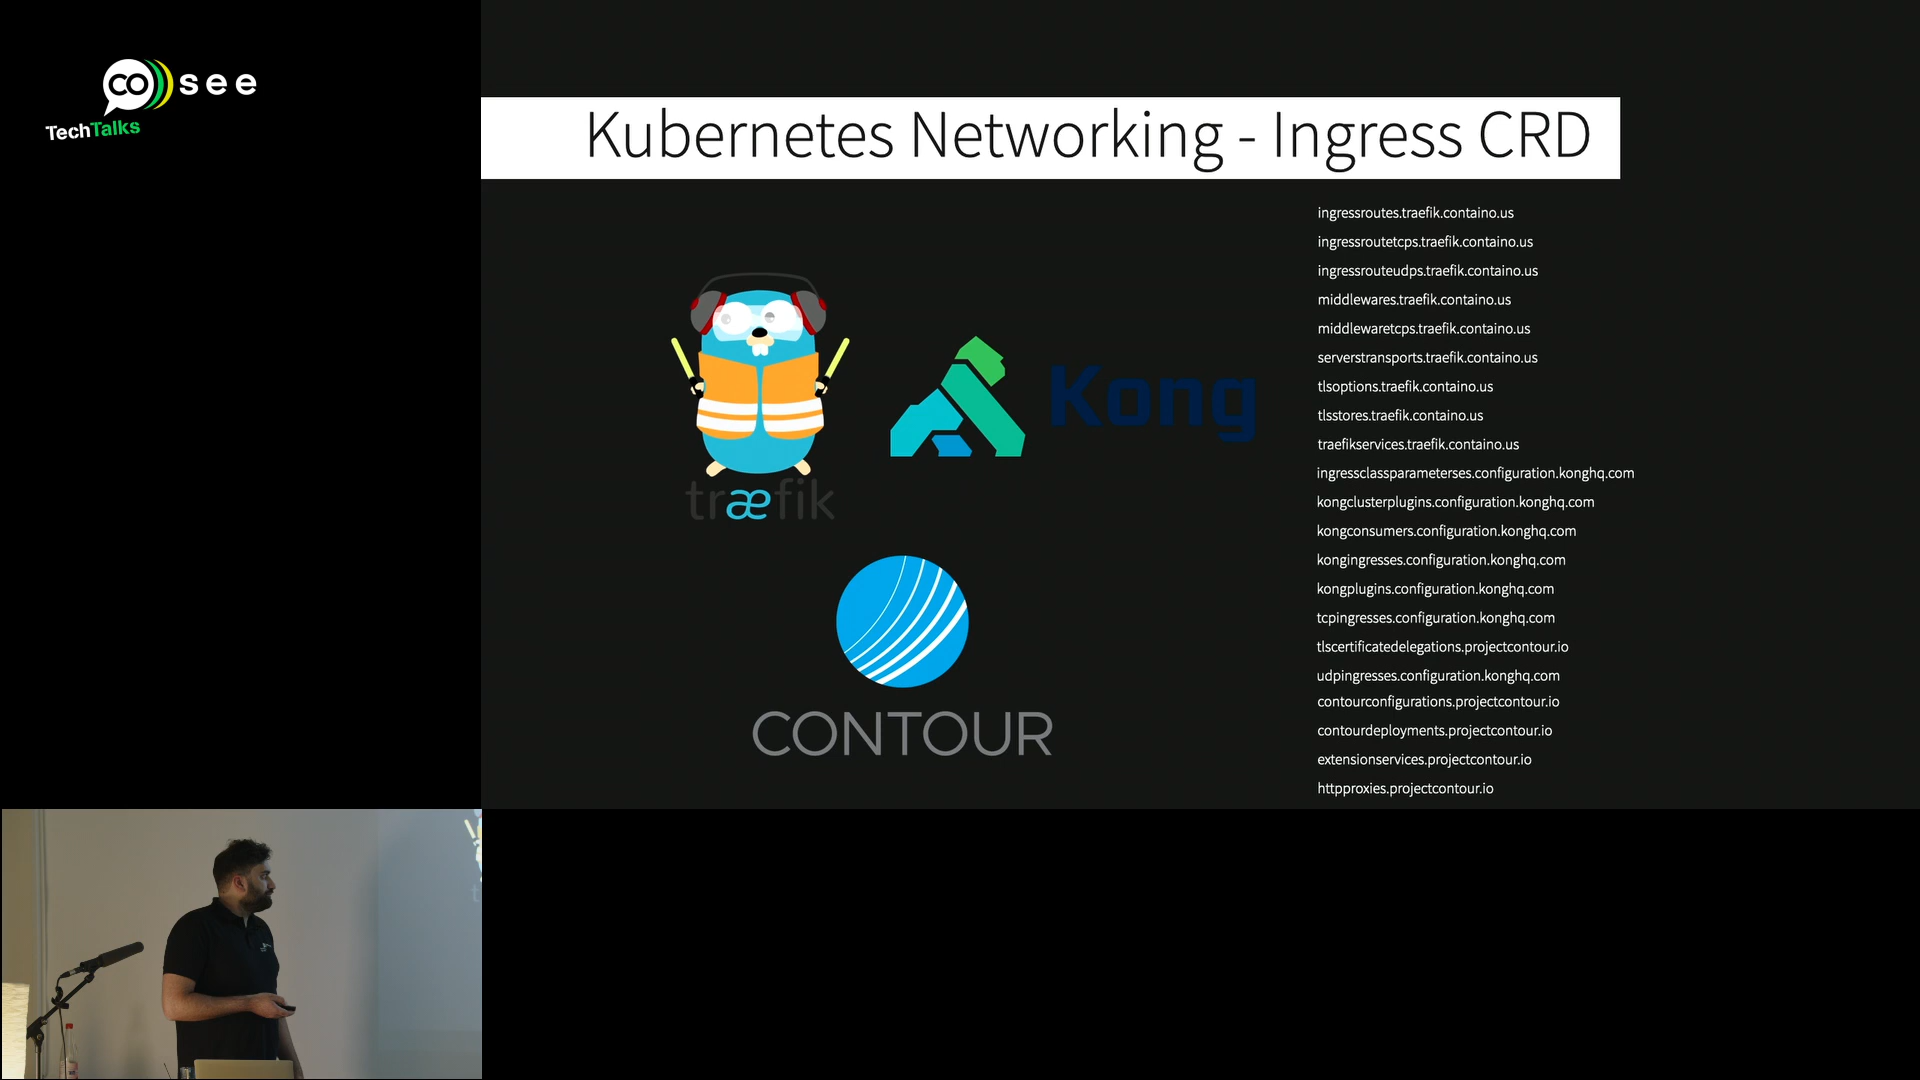 co see
TechTalks
Kubernetes Networking - Ingress CRD
træfik
Kong
CONTOUR
ingressroutes.traefik.containo.us
ingressroutetcps.traefik.containo.us
ingressrouteudps.traefik.containo.us
middlewares.traefik.containo.us
middlewaretcps.traefik.containo.us
serverstransports.traefik.containo.us
tlsoptions.traefik.containo.us
tlsstores.traefik.containo.us
traefikservices.traefik.containo.us
ingressclassparameterses.configuration.konghq.com
kongclusterplugins.configuration.konghq.com
kongconsumers.configuration.konghq.com
kongingresses.configuration.konghq.com
kongplugins.configuration.konghq.com
tcpingresses.configuration.konghq.com
tlscertificatedelegations.projectcontour.io
udpingresses.configuration.konghq.com
contourconfigurations.projectcontour.io
contourdeployments.projectcontour.io
extensionservices.projectcontour.io
httpproxies.projectcontour.io